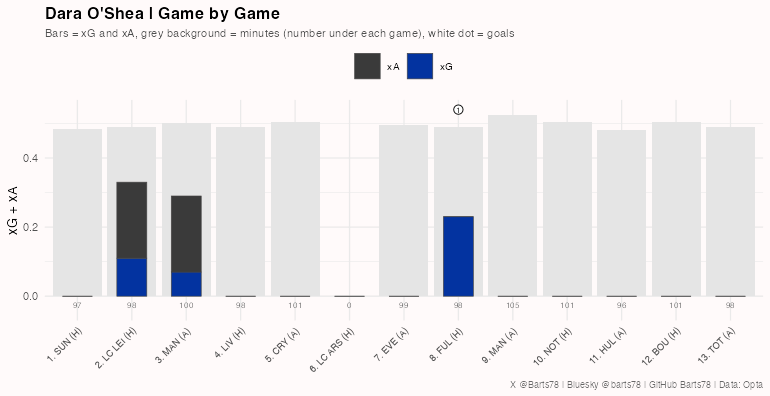 Dara O'Shea | Game by Game
Bars = xG and xA, grey background = minutes (number under each game), white dot = goals
xA xG
1
xG + xA
0.4
0.2
0.0
97 98 100 98 101 0 99 98 105 101 96 101 98
1. SUN (H)
2. LC LEI (H)
3. MAN (A)
4. LIV (H)
5. CRY (A)
6. LC ARS (H)
7. EVE (A)
8. FUL (H)
9. MAN (A)
10. NOT (H)
11. HUL (A)
12. BOU (H)
13. TOT (A)
X @Barts78 | Bluesky @barts78 | GitHub Barts78 | Data: Opta